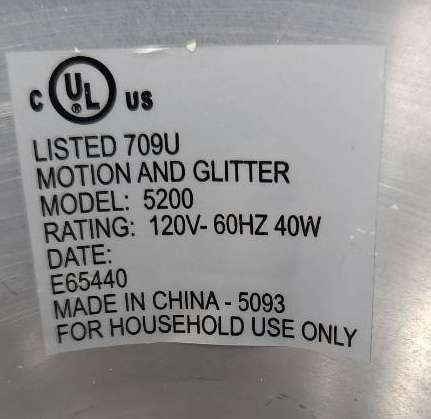 C UL ® US
LISTED 709U
MOTION AND GLITTER
MODEL: 5200
RATING: 120V- 60HZ 40W
DATE:
E65440
MADE IN CHINA - 5093
FOR HOUSEHOLD USE ONLY